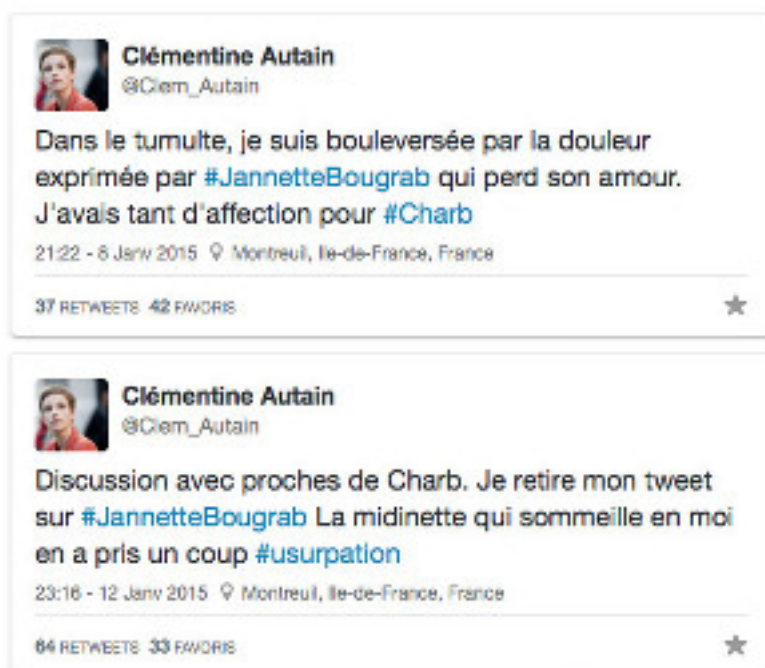 Clémentine Autain
@Clem_Autain
Dans le tumulte, je suis bouleversée par la douleur
exprimée par #JannetteBougrab qui perd son amour.
J'avais tant d'affection pour #Charb
21:22 - 8 Janv 2015 Montreuil, Ile-de-France, France
37 RETWEETS 42 FAVORIS
Clémentine Autain
@Clem_Autain
Discussion avec proches de Charb. Je retire mon tweet
sur #JannetteBougrab La midinette qui sommeille en moi
en a pris un coup #usurpation
23:16 - 12 Janv 2015 Montreuil, Ile-de-France, France
64 RETWEETS 33 FAVORIS